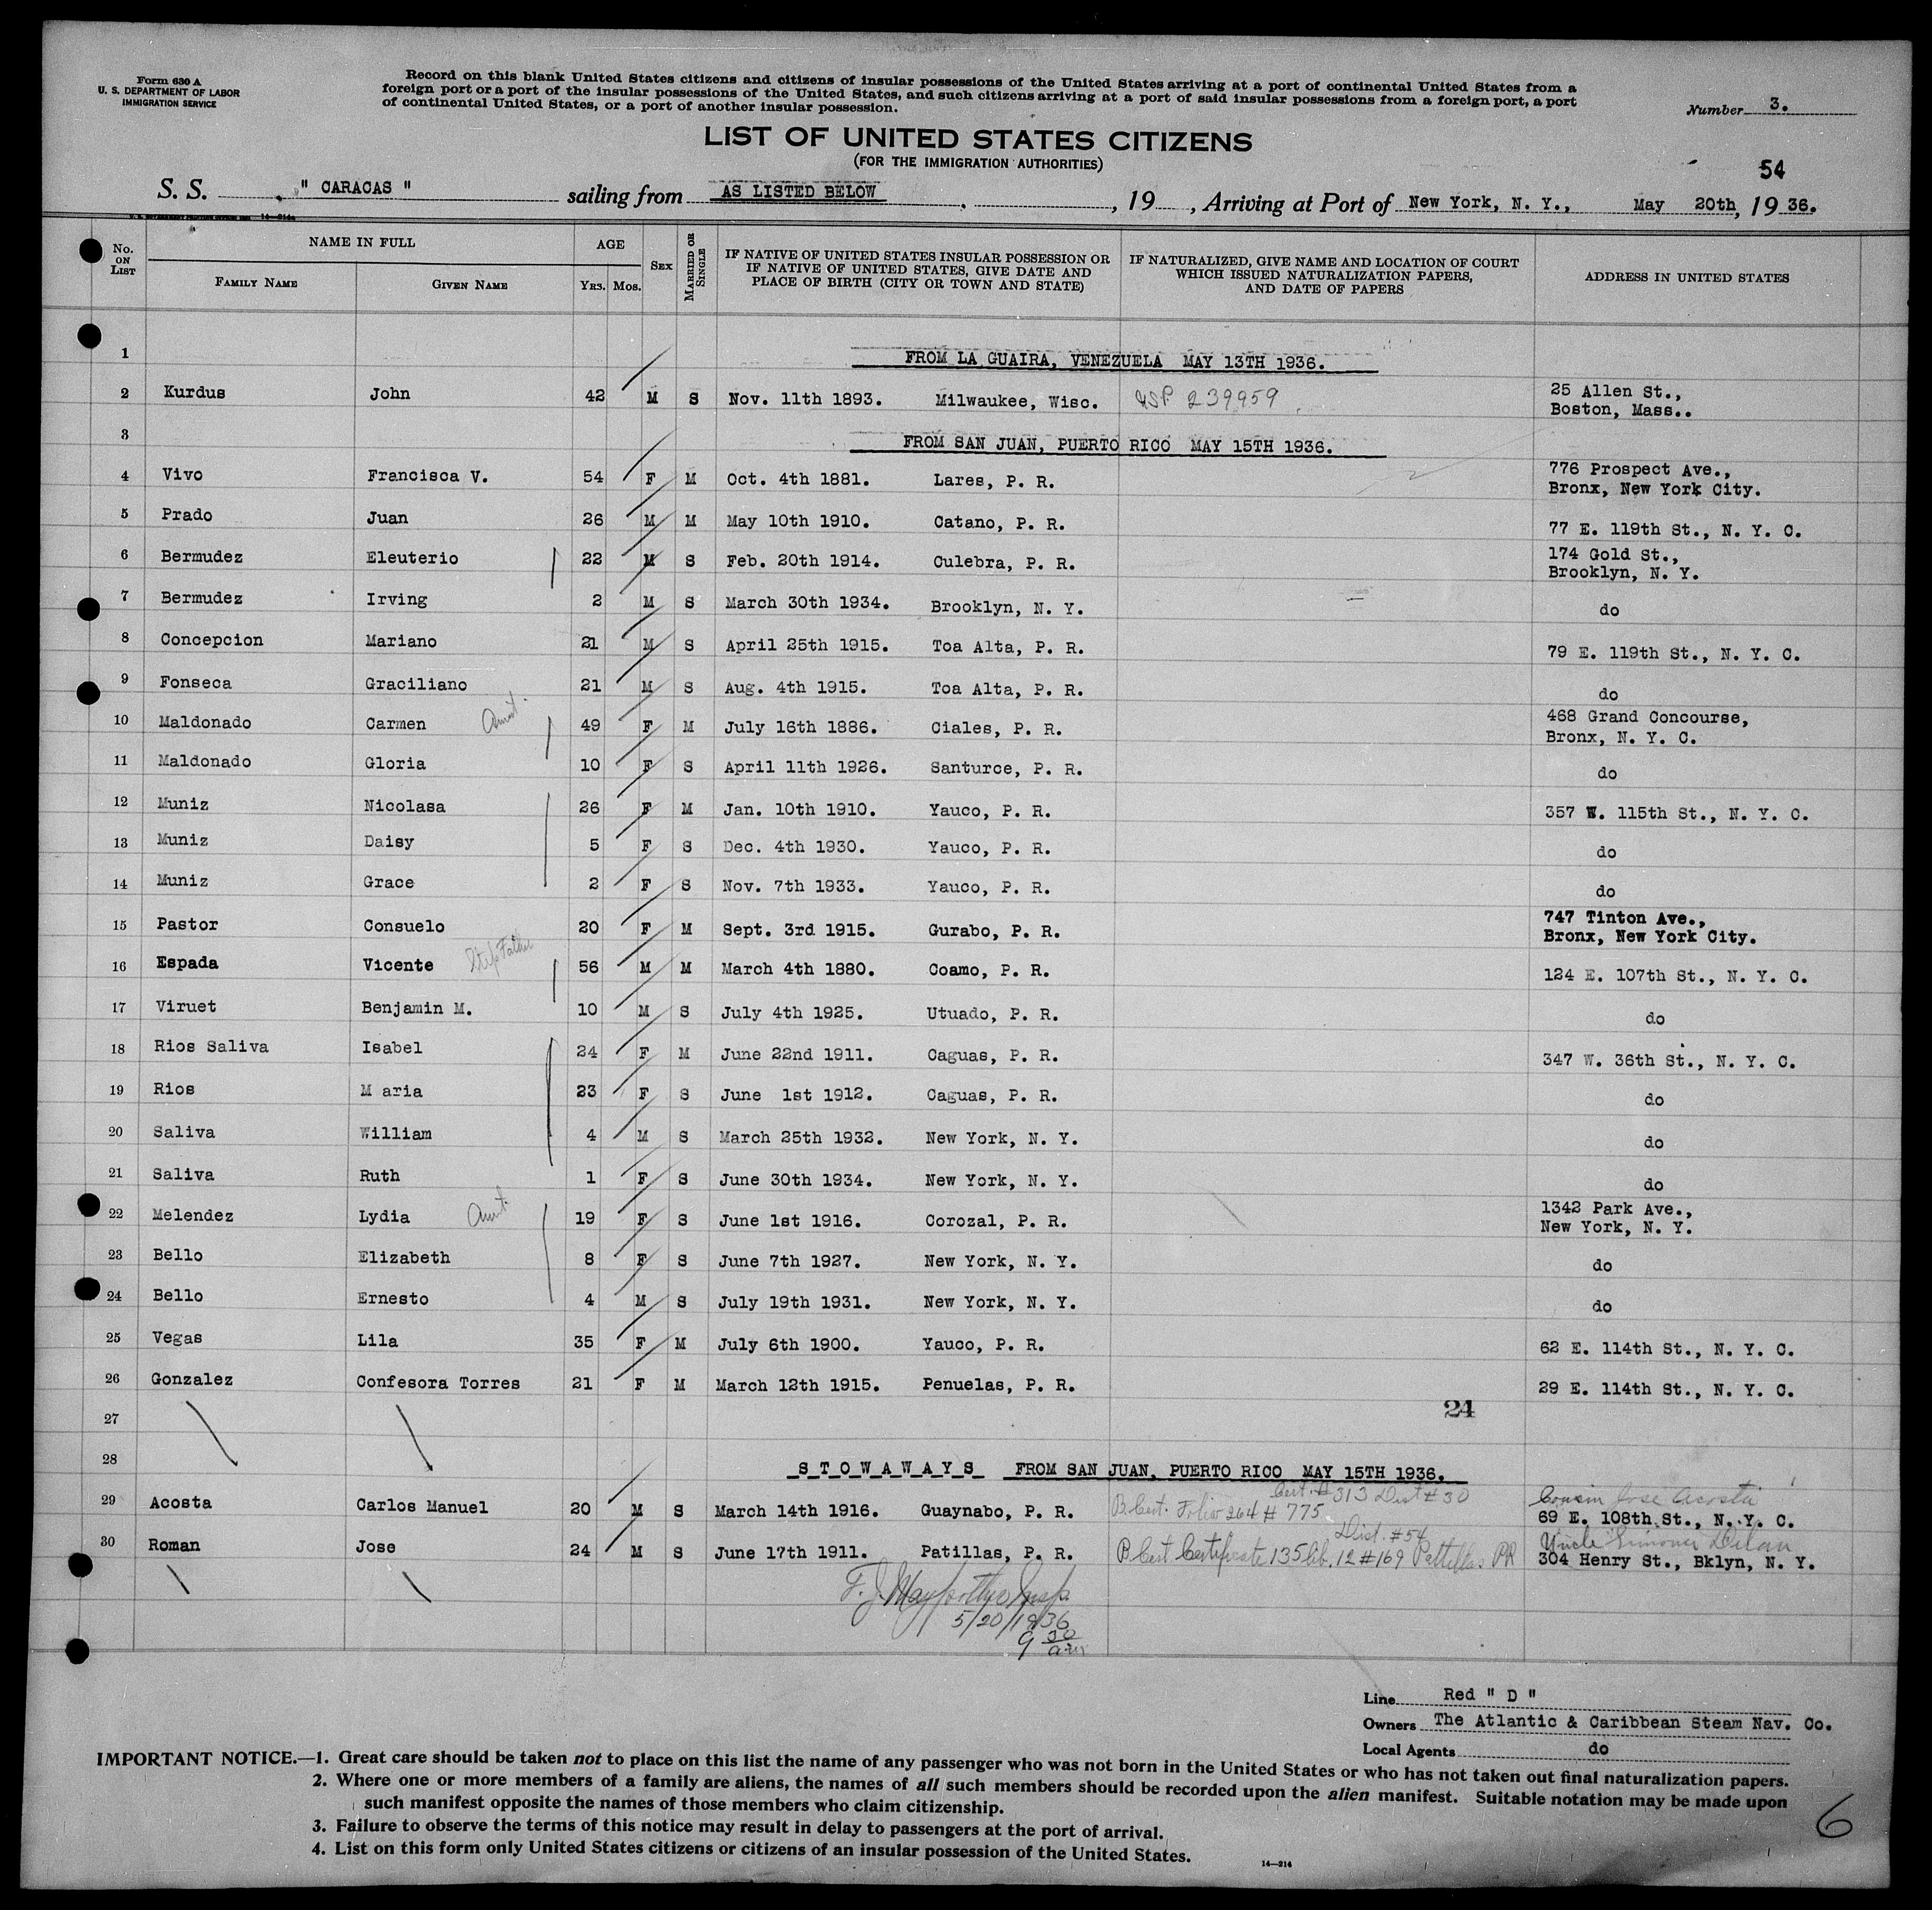 Form 630 A
U. S. DEPARTMENT OF LABOR
IMMIGRATION SERVICE
Record on this blank United States citizens and citizens of insular possessions of the United States arriving at a port of continental United States from a
foreign port or a port of the insular possessions of the United States, and such citizens arriving at a port of said insular possessions from a foreign port, a port
of continental United States, or a port of another insular possession.
Number 3.
LIST OF UNITED STATES CITIZENS
(FOR THE IMMIGRATION AUTHORITIES)
54
S. S. " CARACAS " sailing from AS LISTED BELOW , 19 , Arriving at Port of New York, N. Y., May 20th, 19 36.
14-214a
No. ON LIST NAME IN FULL FAMILY NAME GIVEN NAME AGE YRS. MOS. SEX MARRIED OR SINGLE IF NATIVE OF UNITED STATES INSULAR POSSESSION OR IF NATIVE OF UNITED STATES, GIVE DATE AND PLACE OF BIRTH (CITY OR TOWN AND STATE) IF NATURALIZED, GIVE NAME AND LOCATION OF COURT WHICH ISSUED NATURALIZATION PAPERS, AND DATE OF PAPERS ADDRESS IN UNITED STATES
1 FROM LA GUAIRA, VENEZUELA MAY 13TH 1936.
2 Kurdus John 42 M S Nov. 11th 1893. Milwaukee, Wisc. USP. 239959 25 Allen St.,
Boston, Mass..
3 FROM SAN JUAN, PUERTO RICO MAY 15TH 1936.
4 Vivo Francisca V. 54 F M Oct. 4th 1881. Lares, P. R. 776 Prospect Ave.,
Bronx, New York City.
5 Prado Juan 26 M M May 10th 1910. Catano, P. R. 77 E. 119th St., N. Y. C.
6 Bermudez Eleuterio 22 M S Feb. 20th 1914. Culebra, P. R. 174 Gold St.,
Brooklyn, N. Y.
7 Bermudez Irving 2 M S March 30th 1934. Brooklyn, N. Y. do
8 Concepcion Mariano 21 M S April 25th 1915. Toa Alta, P. R. 79 E. 119th St., N. Y. C.
9 Fonseca Graciliano 21 M S Aug. 4th 1915. Toa Alta, P. R. do
10 Maldonado Carmen Aunt. 49 F M July 16th 1886. Ciales, P. R. 468 Grand Concourse,
Bronx, N. Y. C.
11 Maldonado Gloria 10 F S April 11th 1926. Santurce, P. R. do
12 Muniz Nicolasa 26 F M Jan. 10th 1910. Yauco, P. R. 357 W. 115th St., N. Y. C.
13 Muniz Daisy 5 F S Dec. 4th 1930. Yauco, P. R. do
14 Muniz Grace 2 F S Nov. 7th 1933. Yauco, P. R. do
15 Pastor Consuelo 20 F M Sept. 3rd 1915. Gurabo, P. R. 747 Tinton Ave.,
Bronx, New York City.
16 Espada Vicente Step Father 56 M M March 4th 1880. Coamo, P. R. 124 E. 107th St., N. Y. C.
17 Viruet Benjamin M. 10 M S July 4th 1925. Utuado, P. R. do
18 Rios Saliva Isabel 24 F M June 22nd 1911. Caguas, P. R. 347 W. 36th St., N. Y. C.
19 Rios M aria 23 F S June 1st 1912. Caguas, P. R. do
20 Saliva William 4 M S March 25th 1932. New York, N. Y. do
21 Saliva Ruth 1 F S June 30th 1934. New York, N. Y. do
22 Melendez Lydia Aunt. 19 F S June 1st 1916. Corozal, P. R. 1342 Park Ave.,
New York, N. Y.
23 Bello Elizabeth 8 F S June 7th 1927. New York, N. Y. do
24 Bello Ernesto 4 M S July 19th 1931. New York, N. Y. do
25 Vegas Lila 35 F M July 6th 1900. Yauco, P. R. 62 E. 114th St., N. Y. C.
26 Gonzalez Confesora Torres 21 F M March 12th 1915. Penuelas, P. R. 29 E. 114th St., N. Y. C.
27 24
28 S T O W A W A Y S FROM SAN JUAN, PUERTO RICO MAY 15TH 1936.
Cert. # 313 Dist # 30 Cousin Jose Acosta
29 Acosta Carlos Manuel 20 M S March 14th 1916. Guaynabo, P. R. B. Cert. Folio 264 # 775 69 E. 108th St., N. Y. C.
Dist. #54 Uncle
30 Roman Jose 24 M S June 17th 1911. Patillas, P. R. B Cert Certificate 135 lib. 12 # 169 PR 304 Henry St., Bklyn, N. Y.
F. J.
5/20/1936
9 30 am
Line Red " D "
Owners The Atlantic & Caribbean Steam Nav. Co.
Local Agents do
IMPORTANT NOTICE.—1. Great care should be taken not to place on this list the name of any passenger who was not born in the United States or who has not taken out final naturalization papers.
2. Where one or more members of a family are aliens, the names of all such members should be recorded upon the alien manifest. Suitable notation may be made upon
such manifest opposite the names of those members who claim citizenship.
3. Failure to observe the terms of this notice may result in delay to passengers at the port of arrival.
4. List on this form only United States citizens or citizens of an insular possession of the United States.
14-214
6